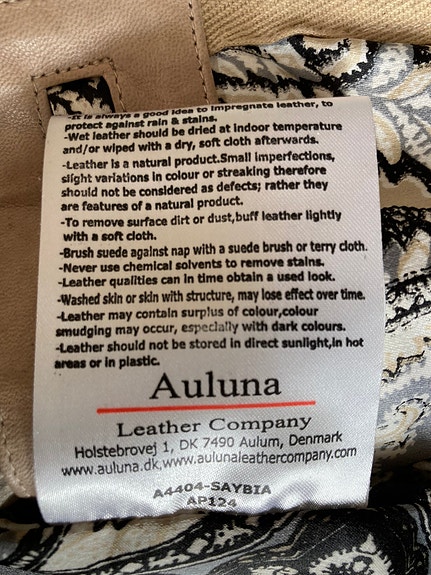 -It is always a good idea to impregnate leather, to
protect against rain & stains.
-Wet leather should be dried at indoor temperature
and/or wiped with a dry, soft cloth afterwards.
-Leather is a natural product.Small imperfections,
slight variations in colour or streaking therefore
should not be considered as defects; rather they
are features of a natural product.
-To remove surface dirt or dust,buff leather lightly
with a soft cloth.
-Brush suede against nap with a suede brush or terry cloth.
-Never use chemical solvents to remove stains.
-Leather qualities can in time obtain a used look.
-Washed skin or skin with structure, may lose effect over time.
-Leather may contain surplus of colour,colour
smudging may occur, especially with dark colours.
-Leather should not be stored in direct sunlight,in hot
areas or in plastic.
Auluna
Leather Company
Holstebrovej 1, DK 7490 Aulum, Denmark
www.auluna.dk,www.aulunaleathercompany.com
A4404-SAYBIA
AP124